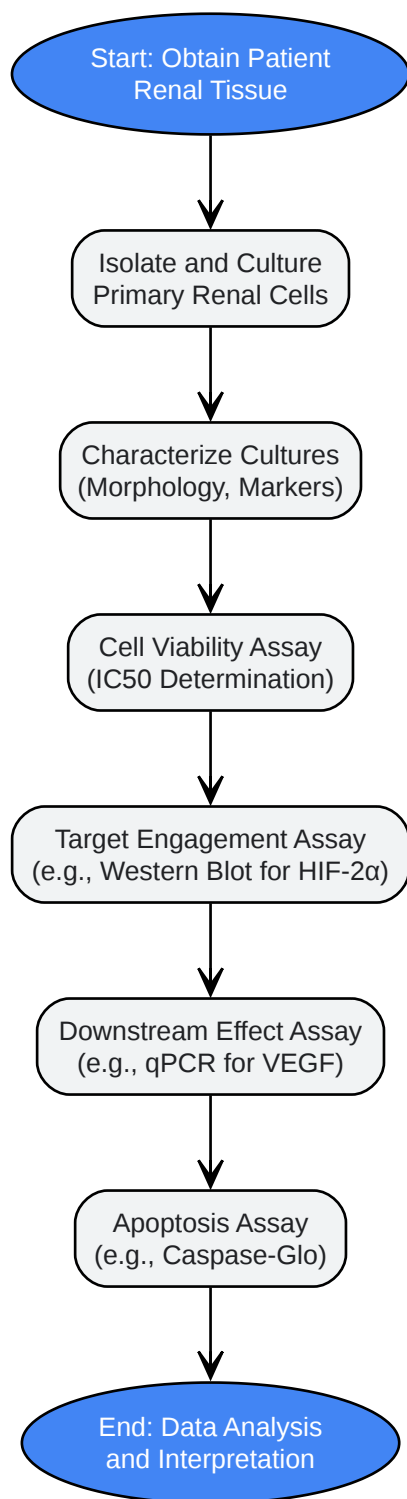 Start: Obtain Patient
Renal Tissue
Isolate and Culture
Primary Renal Cells
Characterize Cultures
(Morphology, Markers)
Cell Viability Assay
(IC50 Determination)
Target Engagement Assay
(e.g., Western Blot for HIF-2α)
Downstream Effect Assay
(e.g., qPCR for VEGF)
Apoptosis Assay
(e.g., Caspase-Glo)
End: Data Analysis
and Interpretation